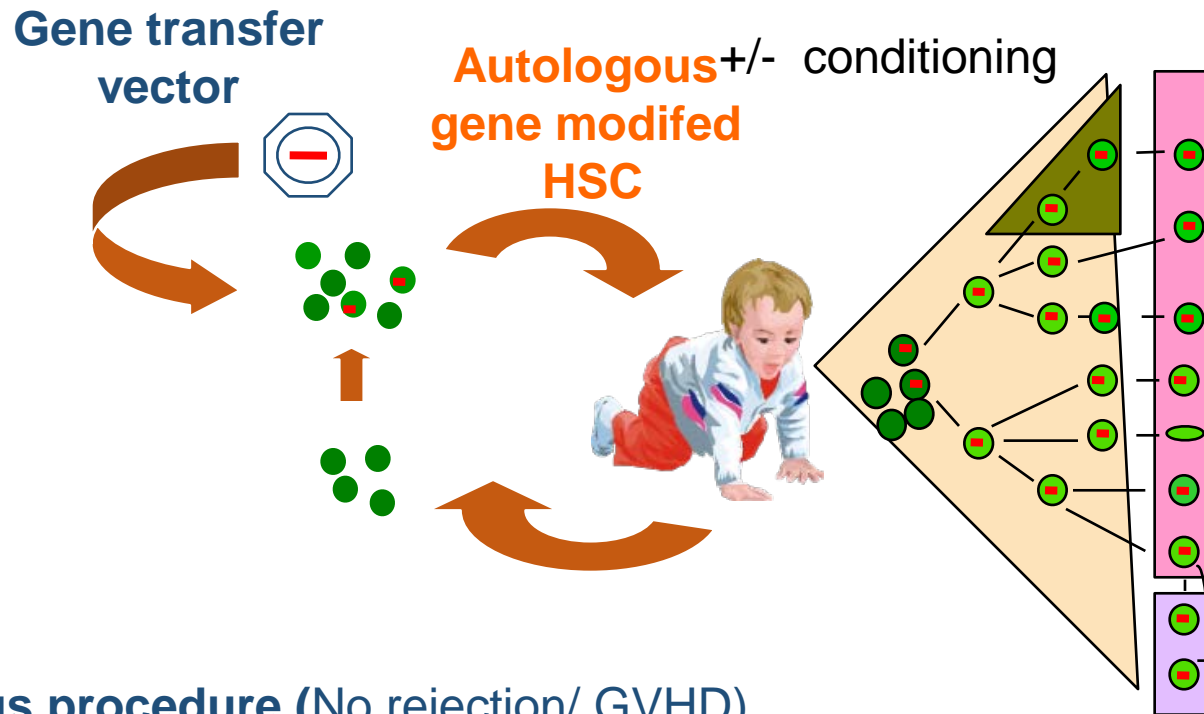 Gene transfer
vector
Autologous
gene modifed
HSC
+/- conditioning
procedure (No rejection/ GVHD)